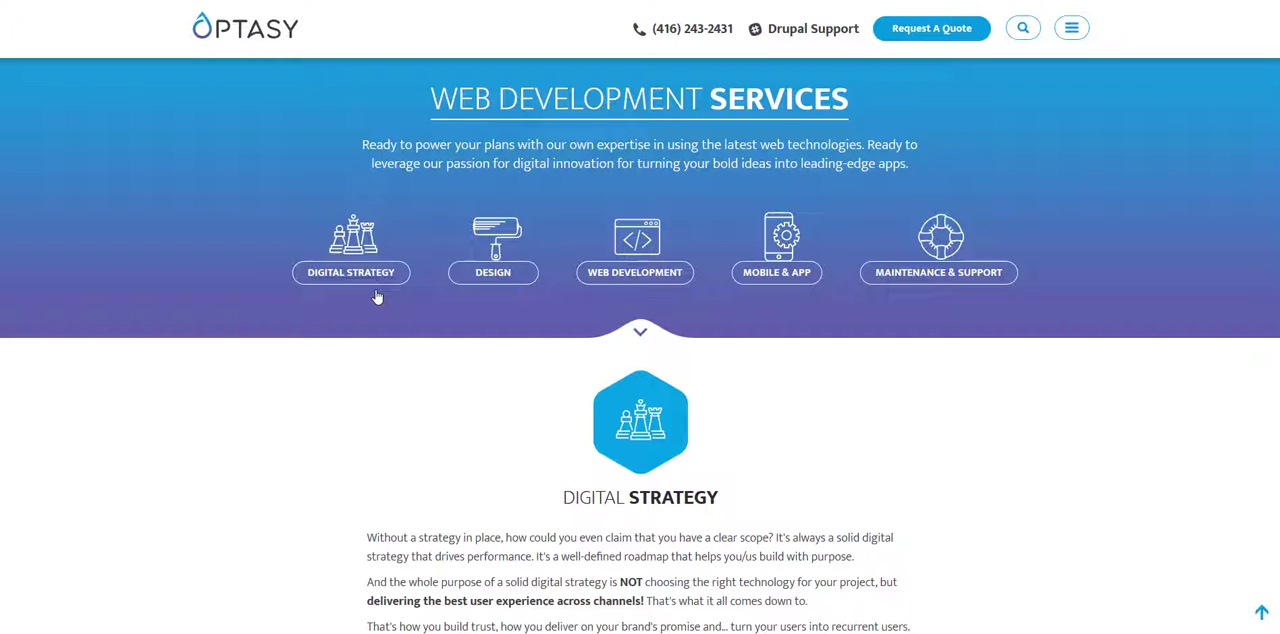 OPTASY
(416) 243-2431 Drupal Support Request A Quote
WEB DEVELOPMENT SERVICES
Ready to power your plans with our own expertise in using the latest web technologies. Ready to
leverage our passion for digital innovation for turning your bold ideas into leading-edge apps.
DIGITAL STRATEGY DESIGN WEB DEVELOPMENT MOBILE & APP MAINTENANCE & SUPPORT
DIGITAL STRATEGY
Without a strategy in place, how could you even claim that you have a clear scope? It's always a solid digital
strategy that drives performance. It's a well-defined roadmap that helps you/us build with purpose.
And the whole purpose of a solid digital strategy is NOT choosing the right technology for your project, but
delivering the best user experience across channels! That's what it all comes down to.
That's how you build trust, how you deliver on your brand's promise and... turn your users into recurrent users.